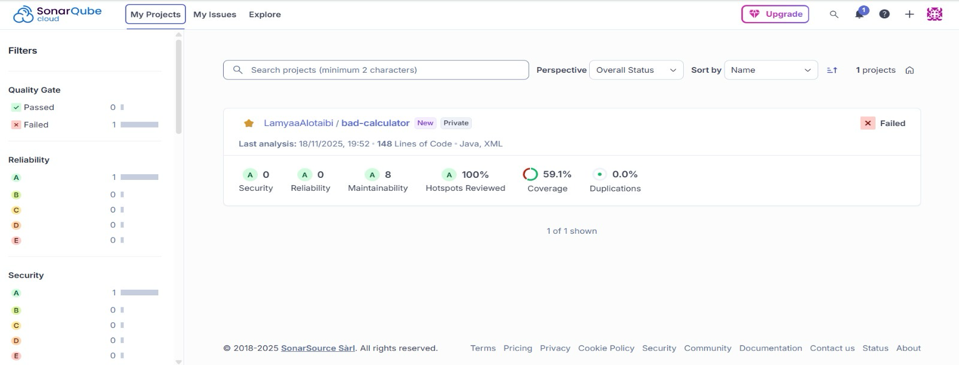 SonarQube cloud My Projects My Issues Explore Upgrade 1
Filters
Quality Gate
Passed 0
Failed 1
Reliability
A 1
B 0
C 0
D 0
E 0
Security
A 1
B 0
C 0
D 0
E 0
Search projects (minimum 2 characters) Perspective Overall Status Sort by Name 1 projects
LamyaaAlotaibi / bad-calculator New Private Failed
Last analysis: 18/11/2025, 19:52 · 148 Lines of Code · Java, XML
A 0 A 0 A 8 A 100% 59.1% 0.0%
Security Reliability Maintainability Hotspots Reviewed Coverage Duplications
1 of 1 shown
© 2018-2025 SonarSource Sàrl. All rights reserved. Terms Pricing Privacy Cookie Policy Security Community Documentation Contact us Status About